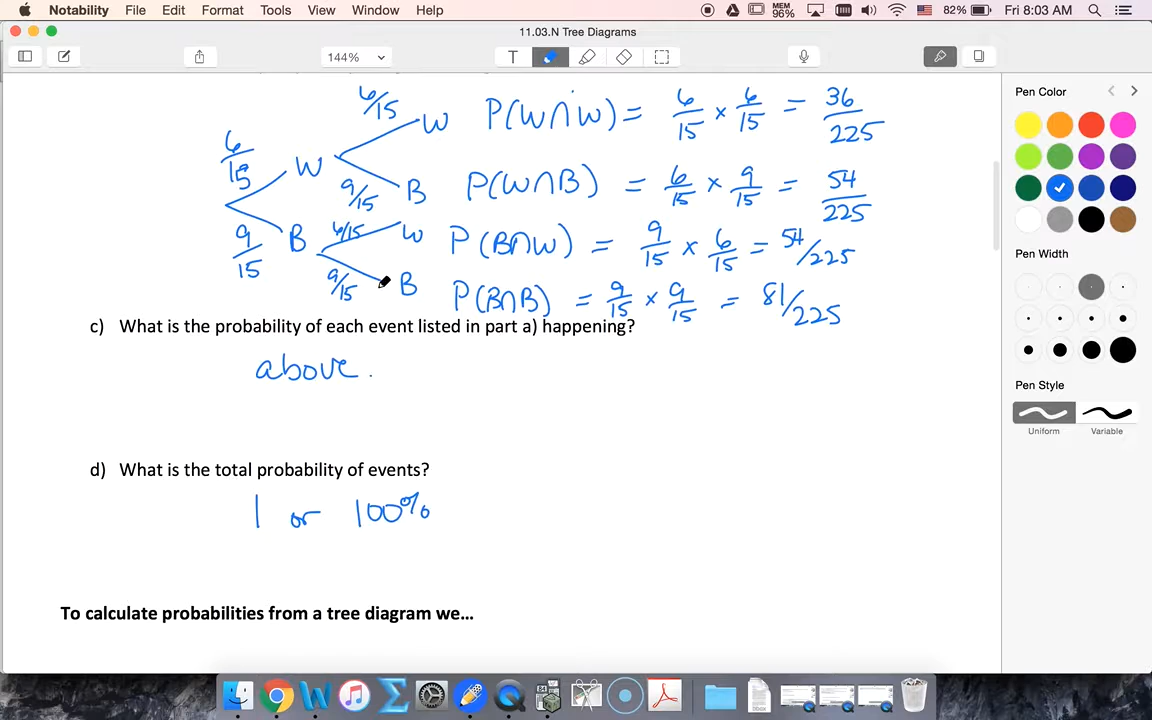 Notability File Edit Format Tools View Window Help MEM 96% 82% Fri 8:03 AM
11.03.N Tree Diagrams
144% T
6/15 W P(W∩W) = 6/15 × 6/15 = 36/225
6/15 W
9/15 B P(W∩B) = 6/15 × 9/15 = 54/225
9/15 B 6/15 W P(B∩W) = 9/15 × 6/15 = 54/225
9/15 B P(B∩B) = 9/15 × 9/15 = 81/225
c) What is the probability of each event listed in part a) happening?
above.
d) What is the total probability of events?
1 or 100%
To calculate probabilities from a tree diagram we...
Pen Color
Pen Width
Pen Style
Uniform Variable